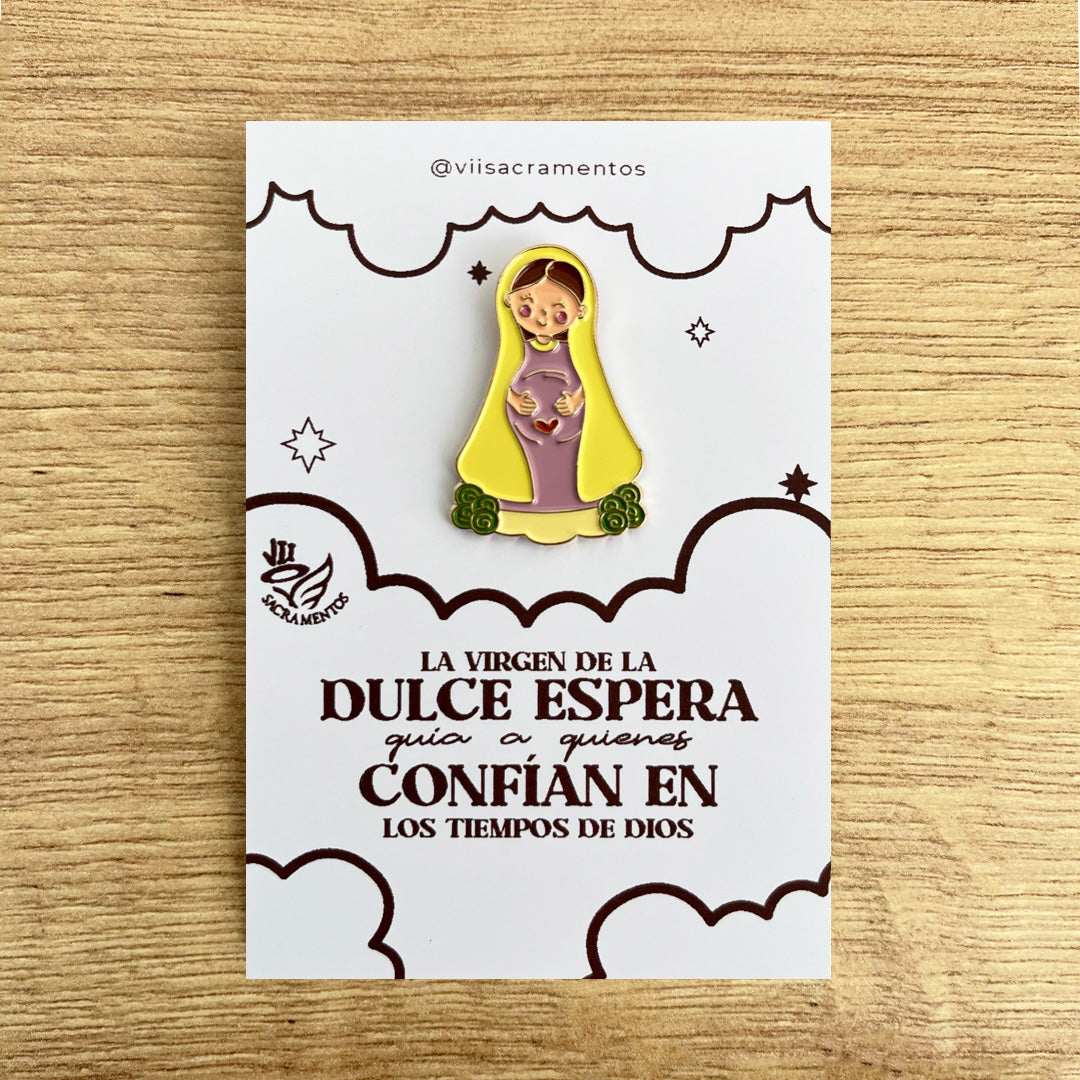 @viisacramentos
VII
SACRAMENTOS
LA VIRGEN DE LA
DULCE ESPERA
guía a quienes
CONFÍAN EN
LOS TIEMPOS DE DIOS